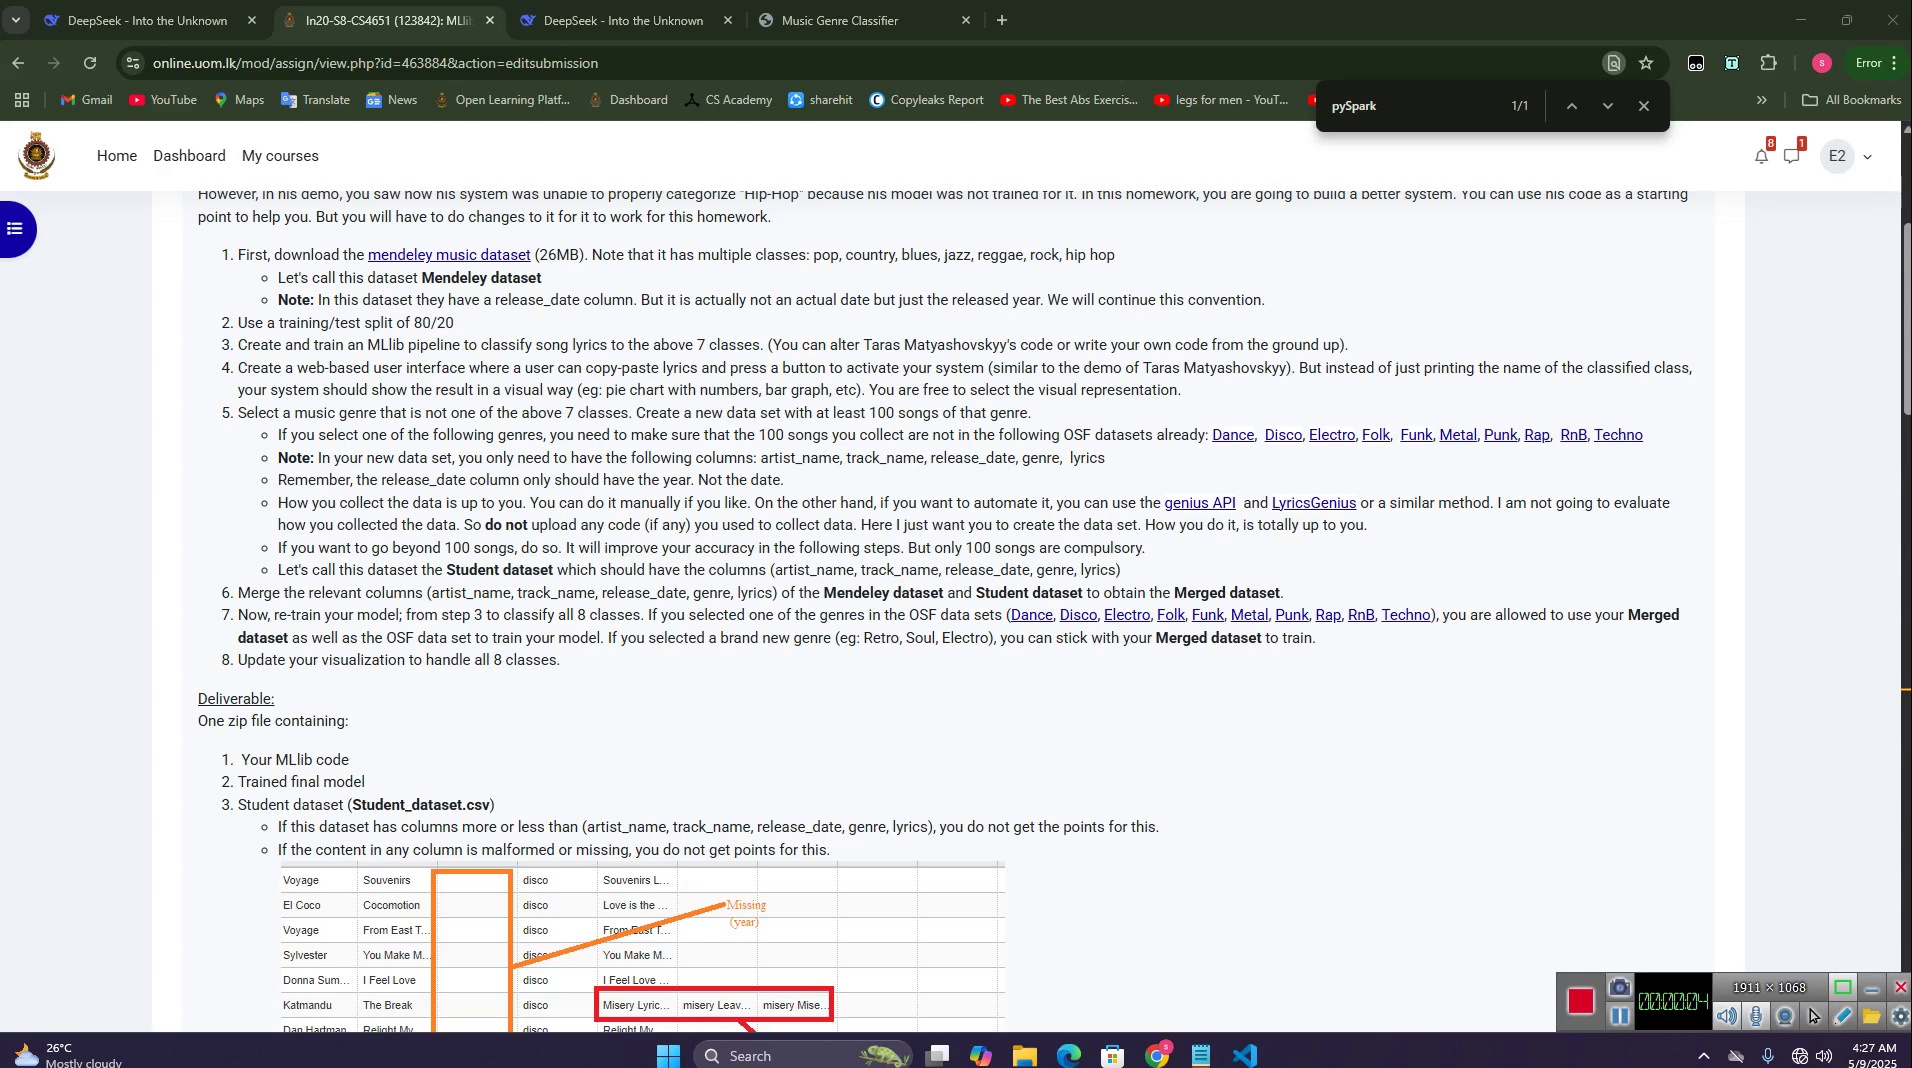 DeepSeek - Into the Unknown
In20-S8-CS4651 (123842): MLli
DeepSeek - Into the Unknown
Music Genre Classifier
online.uom.lk/mod/assign/view.php?id=463884&action=editsubmission
Error
Gmail
YouTube
Maps
Translate
News
Open Learning Platf...
Dashboard
CS Academy
sharehit
Copyleaks Report
The Best Abs Exercis...
legs for men - YouT...
All Bookmarks
pySpark 1/1
Home Dashboard My courses
8
1
E2
However, in his demo, you saw how his system was unable to properly categorize "Hip-Hop" because his model was not trained for it. In this homework, you are going to build a better system. You can use his code as a starting
point to help you. But you will have to do changes to it for it to work for this homework.
1. First, download the mendeley music dataset (26MB). Note that it has multiple classes: pop, country, blues, jazz, reggae, rock, hip hop
Let's call this dataset Mendeley dataset
Note: In this dataset they have a release_date column. But it is actually not an actual date but just the released year. We will continue this convention.
2. Use a training/test split of 80/20
3. Create and train an MLlib pipeline to classify song lyrics to the above 7 classes. (You can alter Taras Matyashovskyy's code or write your own code from the ground up).
4. Create a web-based user interface where a user can copy-paste lyrics and press a button to activate your system (similar to the demo of Taras Matyashovskyy). But instead of just printing the name of the classified class,
your system should show the result in a visual way (eg: pie chart with numbers, bar graph, etc). You are free to select the visual representation.
5. Select a music genre that is not one of the above 7 classes. Create a new data set with at least 100 songs of that genre.
If you select one of the following genres, you need to make sure that the 100 songs you collect are not in the following OSF datasets already: Dance, Disco, Electro, Folk, Funk, Metal, Punk, Rap, RnB, Techno
Note: In your new data set, you only need to have the following columns: artist_name, track_name, release_date, genre, lyrics
Remember, the release_date column only should have the year. Not the date.
How you collect the data is up to you. You can do it manually if you like. On the other hand, if you want to automate it, you can use the genius API and LyricsGenius or a similar method. I am not going to evaluate
how you collected the data. So do not upload any code (if any) you used to collect data. Here I just want you to create the data set. How you do it, is totally up to you.
If you want to go beyond 100 songs, do so. It will improve your accuracy in the following steps. But only 100 songs are compulsory.
Let's call this dataset the Student dataset which should have the columns (artist_name, track_name, release_date, genre, lyrics)
6. Merge the relevant columns (artist_name, track_name, release_date, genre, lyrics) of the Mendeley dataset and Student dataset to obtain the Merged dataset.
7. Now, re-train your model; from step 3 to classify all 8 classes. If you selected one of the genres in the OSF data sets (Dance, Disco, Electro, Folk, Funk, Metal, Punk, Rap, RnB, Techno), you are allowed to use your Merged
dataset as well as the OSF data set to train your model. If you selected a brand new genre (eg: Retro, Soul, Electro), you can stick with your Merged dataset to train.
8. Update your visualization to handle all 8 classes.
Deliverable:
One zip file containing:
1. Your MLlib code
2. Trained final model
3. Student dataset (Student_dataset.csv)
If this dataset has columns more or less than (artist_name, track_name, release_date, genre, lyrics), you do not get the points for this.
If the content in any column is malformed or missing, you do not get points for this.
Voyage Souvenirs disco Souvenirs L...
El Coco Cocomotion disco Love is the ...
Missing
(year)
Voyage From East T... disco From East T...
Sylvester You Make M... disco You Make M...
Donna Sum... I Feel Love disco I Feel Love ...
Katmandu The Break disco Misery Lyric... misery Leav... misery Mise...
Dan Hartman Relight My disco Relight My
1911 × 1068
00:00:04
26°C
Mostly cloudy
Search
4:27 AM
5/9/2025